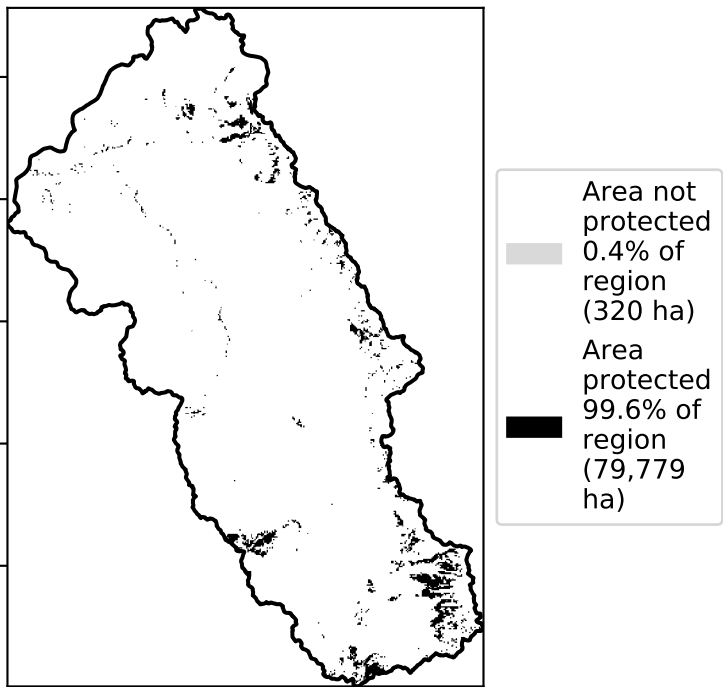 Area not
protected
0.4% of
region
(320 ha)
Area
protected
99.6% of
region
(79,779
ha)